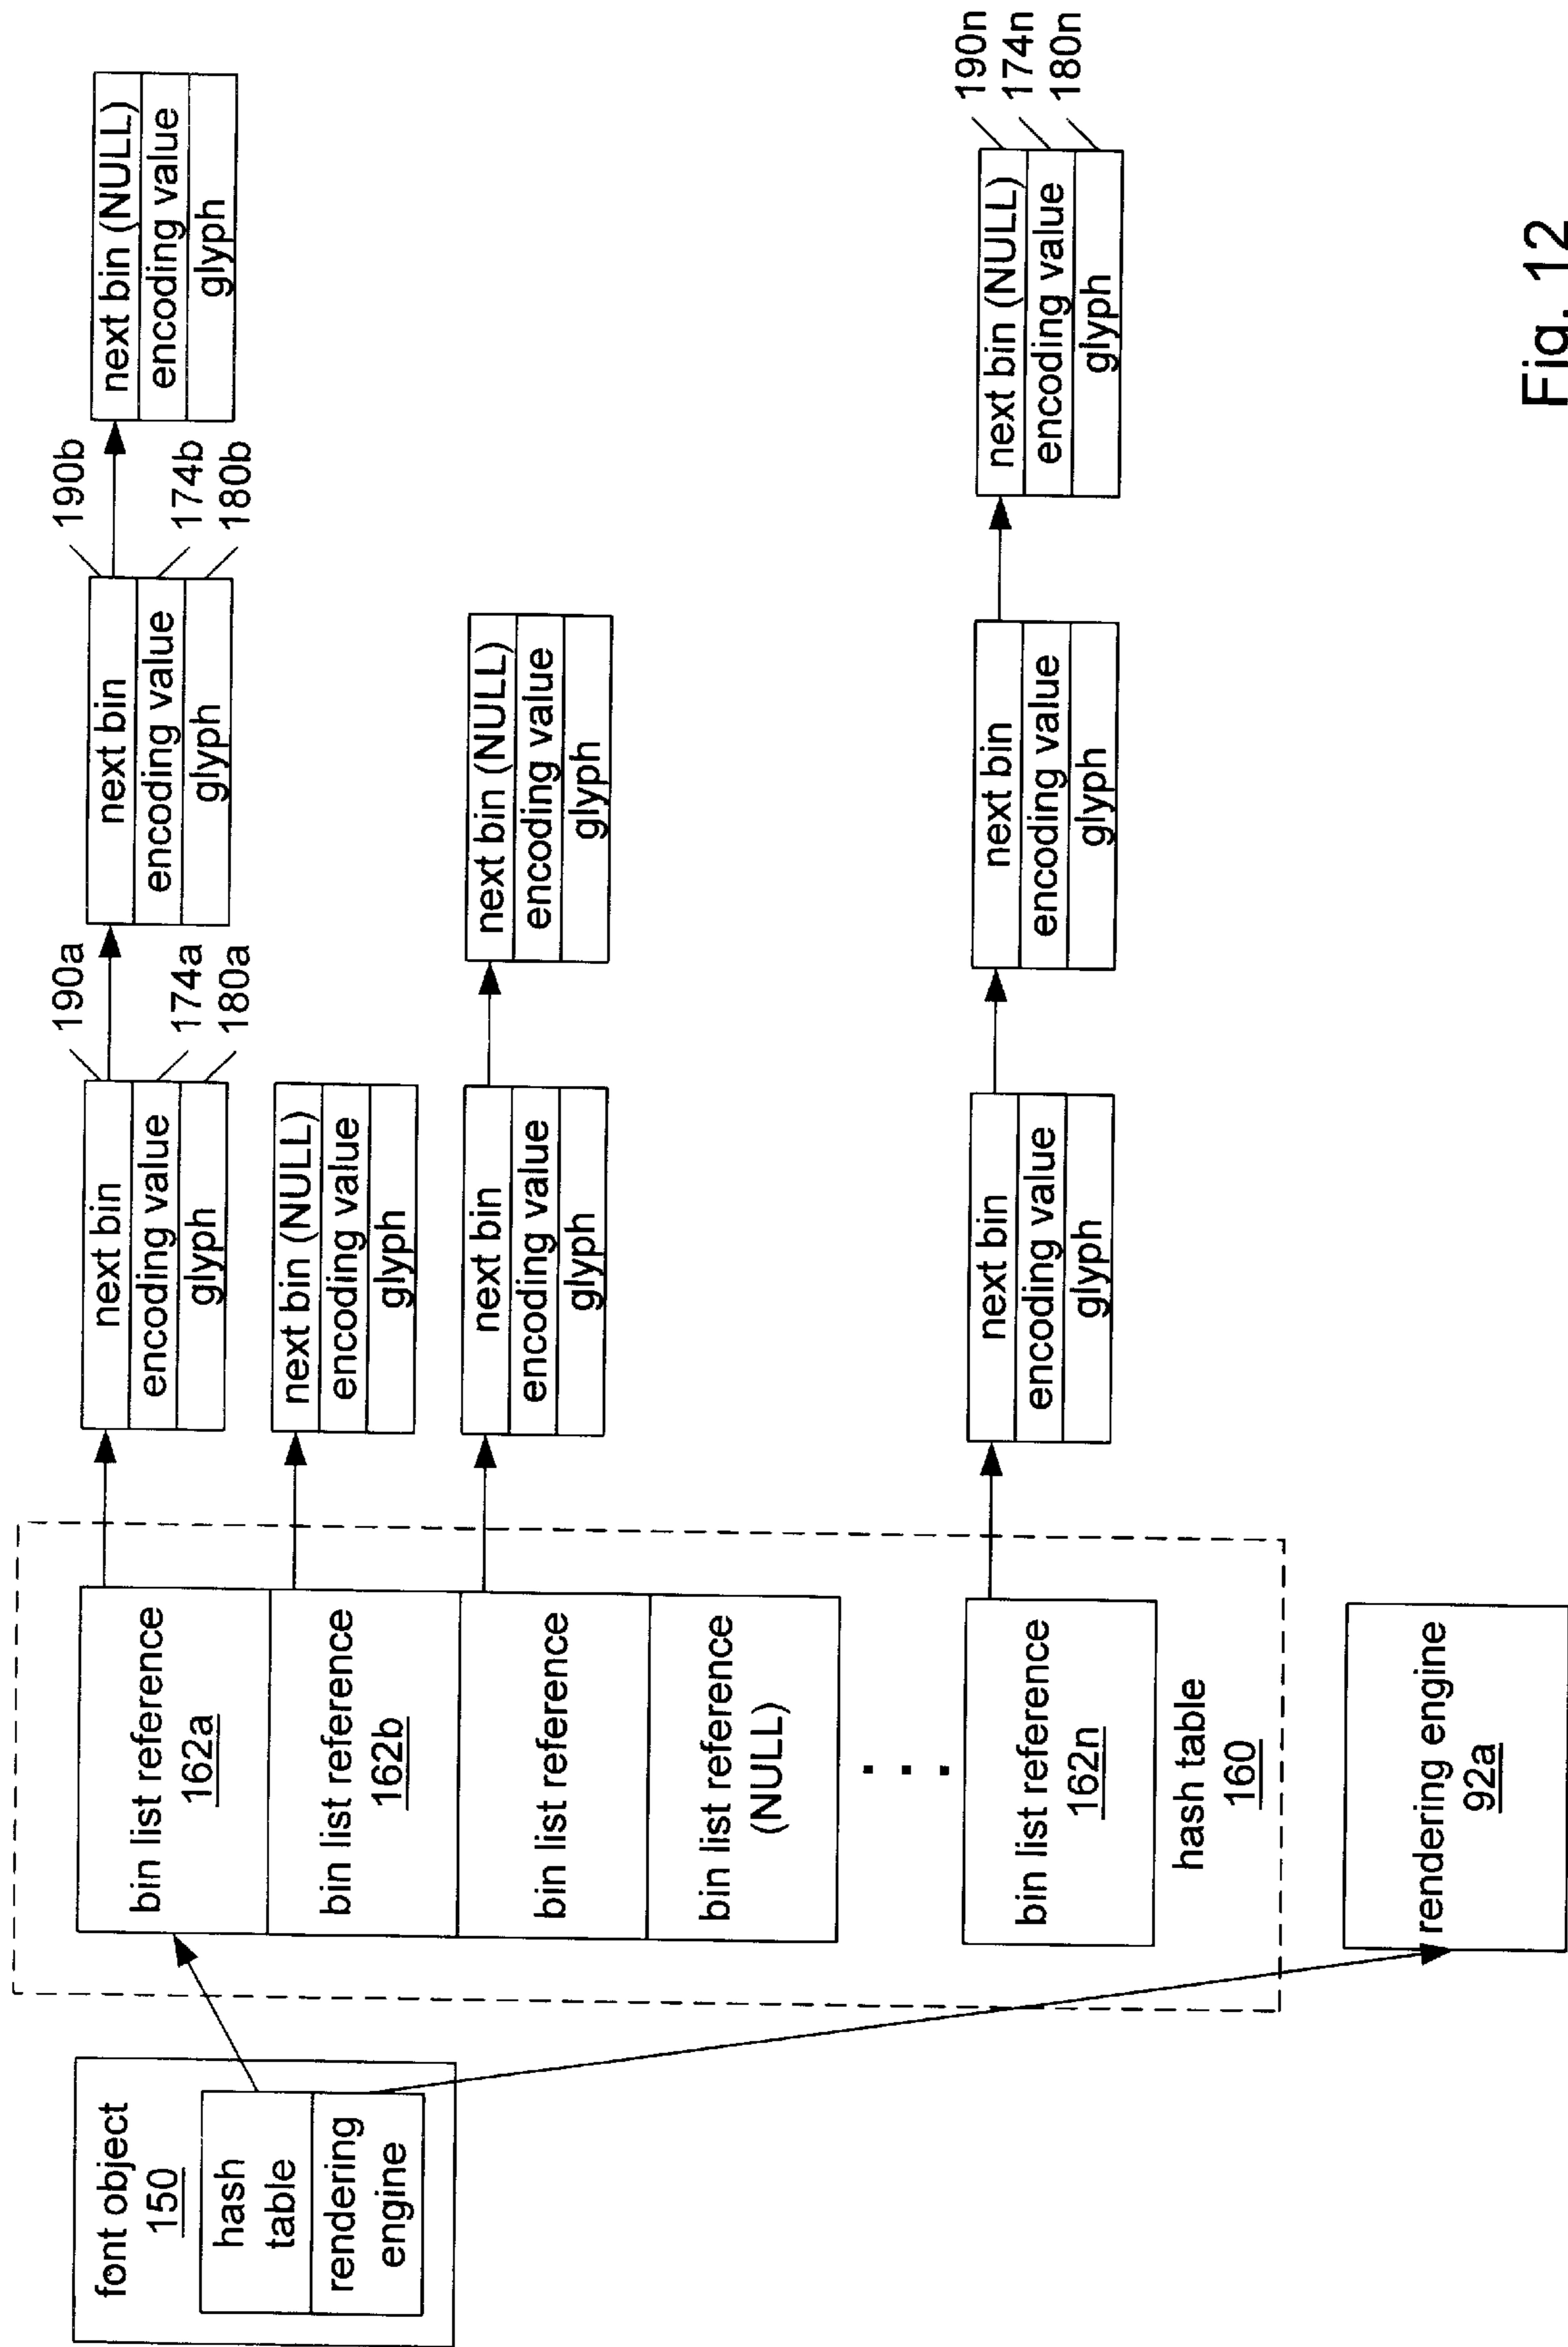 font object
150
hash
table
rendering
engine
bin list reference
162a
bin list reference
162b
bin list reference
bin list reference
(NULL)
. . .
bin list reference
162n
hash table
160
rendering engine
92a
next bin
encoding value
glyph
190a
174a
180a
next bin
encoding value
glyph
190b
174b
180b
next bin (NULL)
encoding value
glyph
next bin (NULL)
encoding value
glyph
next bin
encoding value
glyph
next bin (NULL)
encoding value
glyph
next bin
encoding value
glyph
next bin
encoding value
glyph
next bin (NULL)
encoding value
glyph
190n
174n
180n
Fig. 12